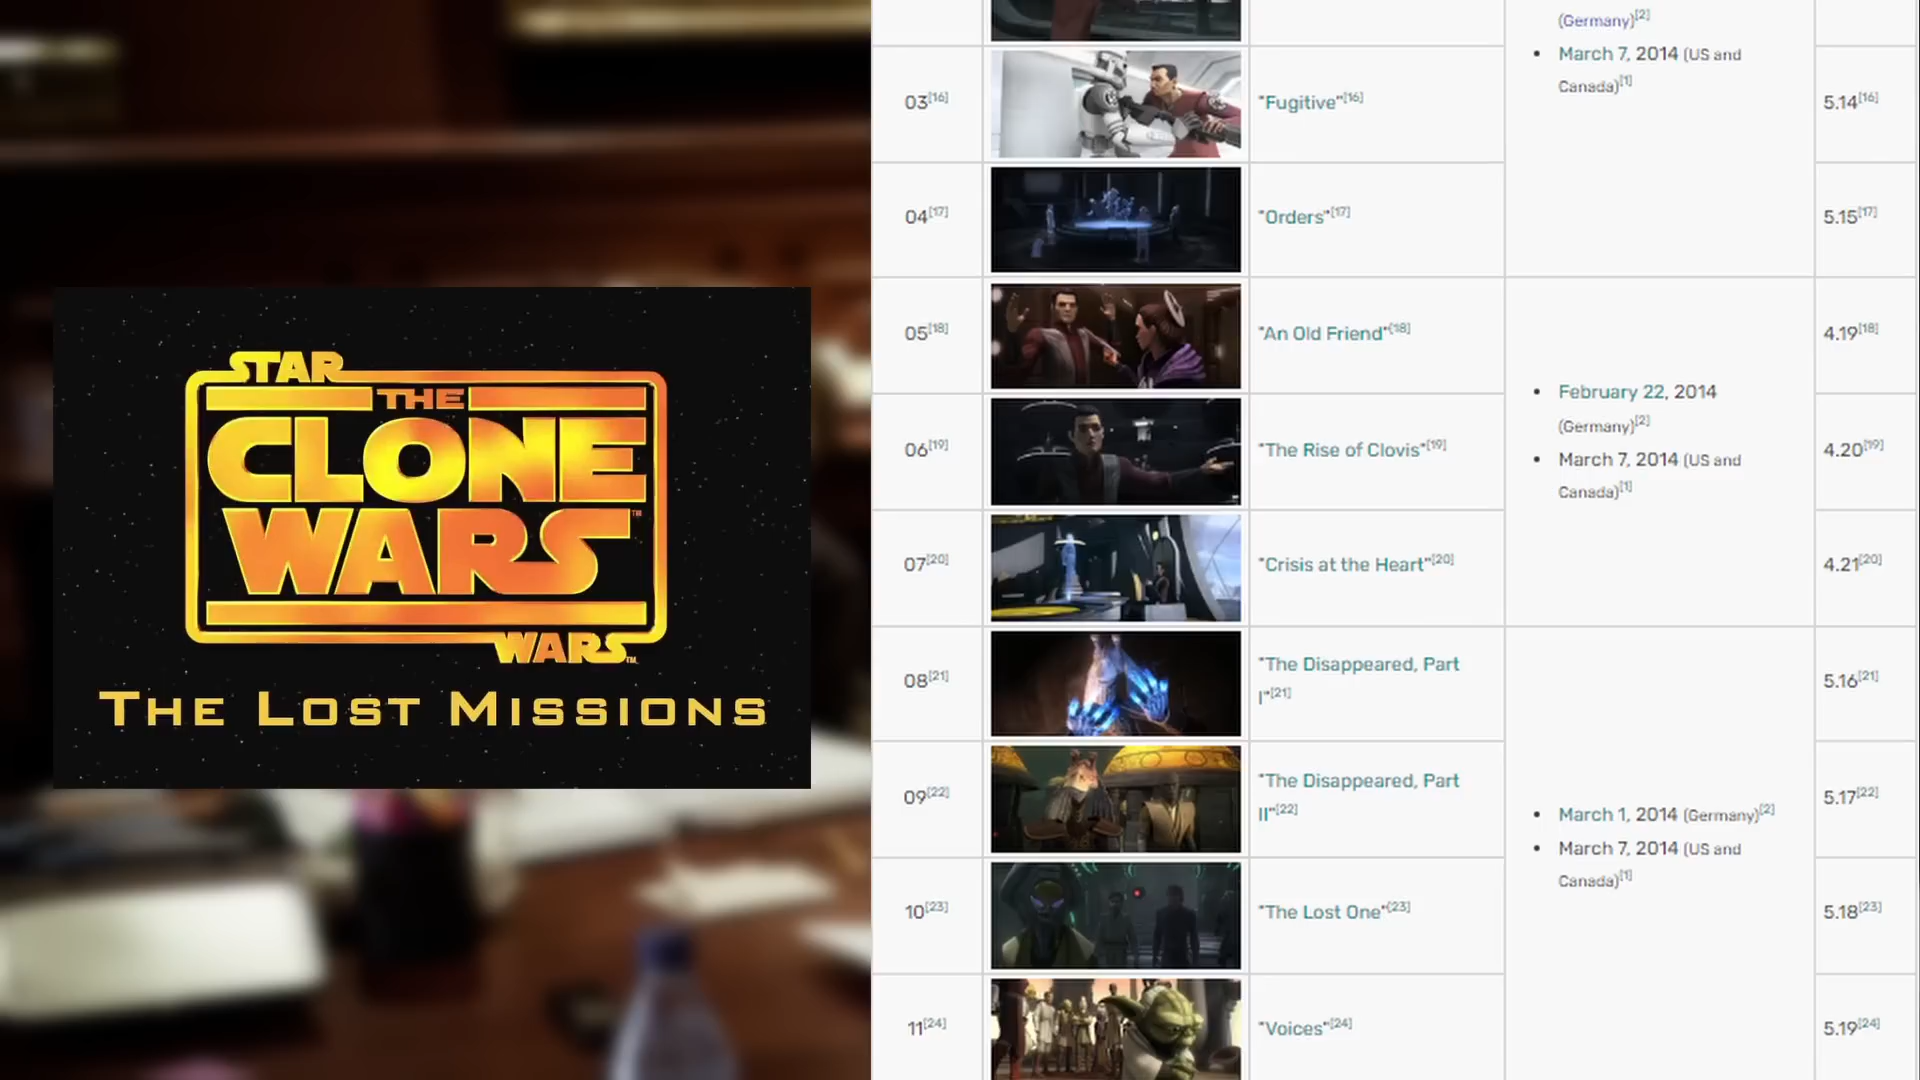 STAR
THE
CLONE
WARS™
WARS™
THE LOST MISSIONS
(Germany)[2]
• March 7, 2014 (US and
Canada)[1]
03[16]
"Fugitive"[16]
5.14[16]
04[17]
"Orders"[17]
5.15[17]
05[18]
"An Old Friend"[18]
4.19[18]
06[19]
"The Rise of Clovis"[19]
• February 22, 2014
(Germany)[2]
• March 7, 2014 (US and
Canada)[1]
4.20[19]
07[20]
"Crisis at the Heart"[20]
4.21[20]
08[21]
"The Disappeared, Part
I"[21]
5.16[21]
09[22]
"The Disappeared, Part
II"[22]
• March 1, 2014 (Germany)[2]
• March 7, 2014 (US and
Canada)[1]
5.17[22]
10[23]
"The Lost One"[23]
5.18[23]
11[24]
"Voices"[24]
5.19[24]